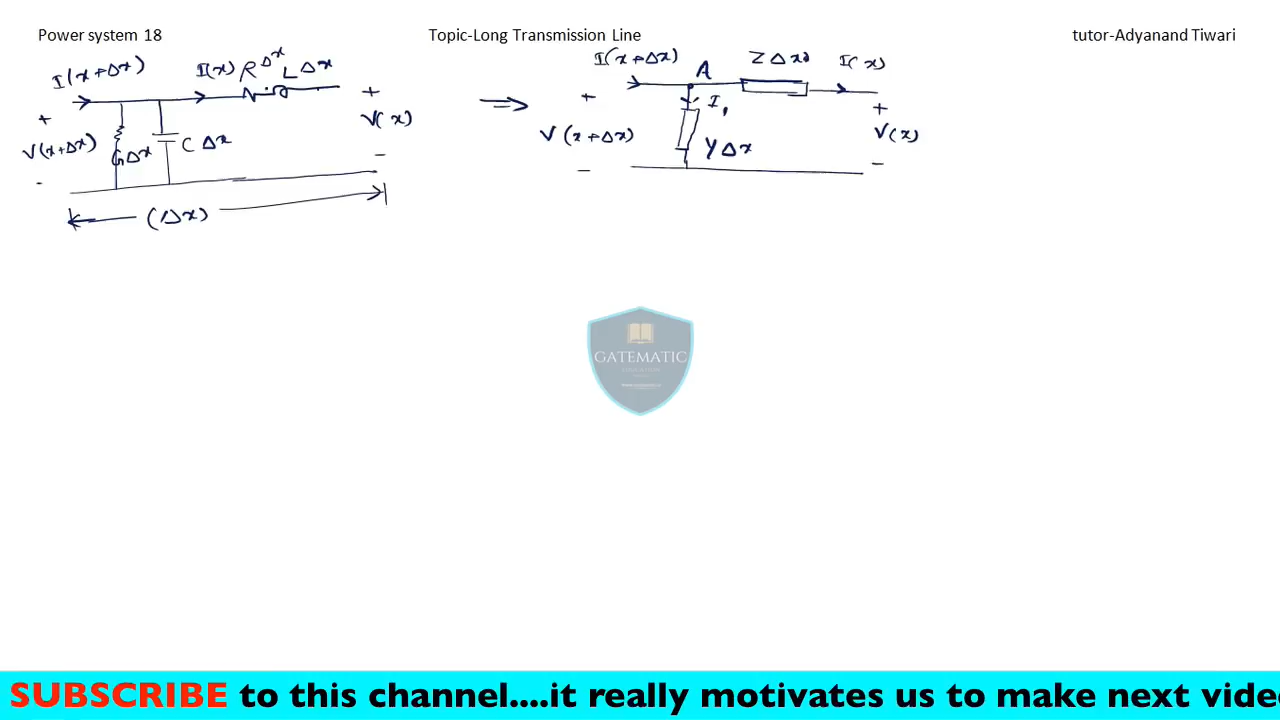 Power system 18
Topic-Long Transmission Line
tutor-Adyanand Tiwari
I(x+Δx)
I(x) RΔx LΔx
+
V(x)
-
+
V(x+Δx)
-
GΔx
CΔx
(Δx)
⇒
I(x+Δx)
A
ZΔx
I(x)
+
V(x+Δx)
-
I₁
YΔx
+
V(x)
-
GATEMATIC
EDUCATION
SUBSCRIBE to this channel....it really motivates us to make next vide